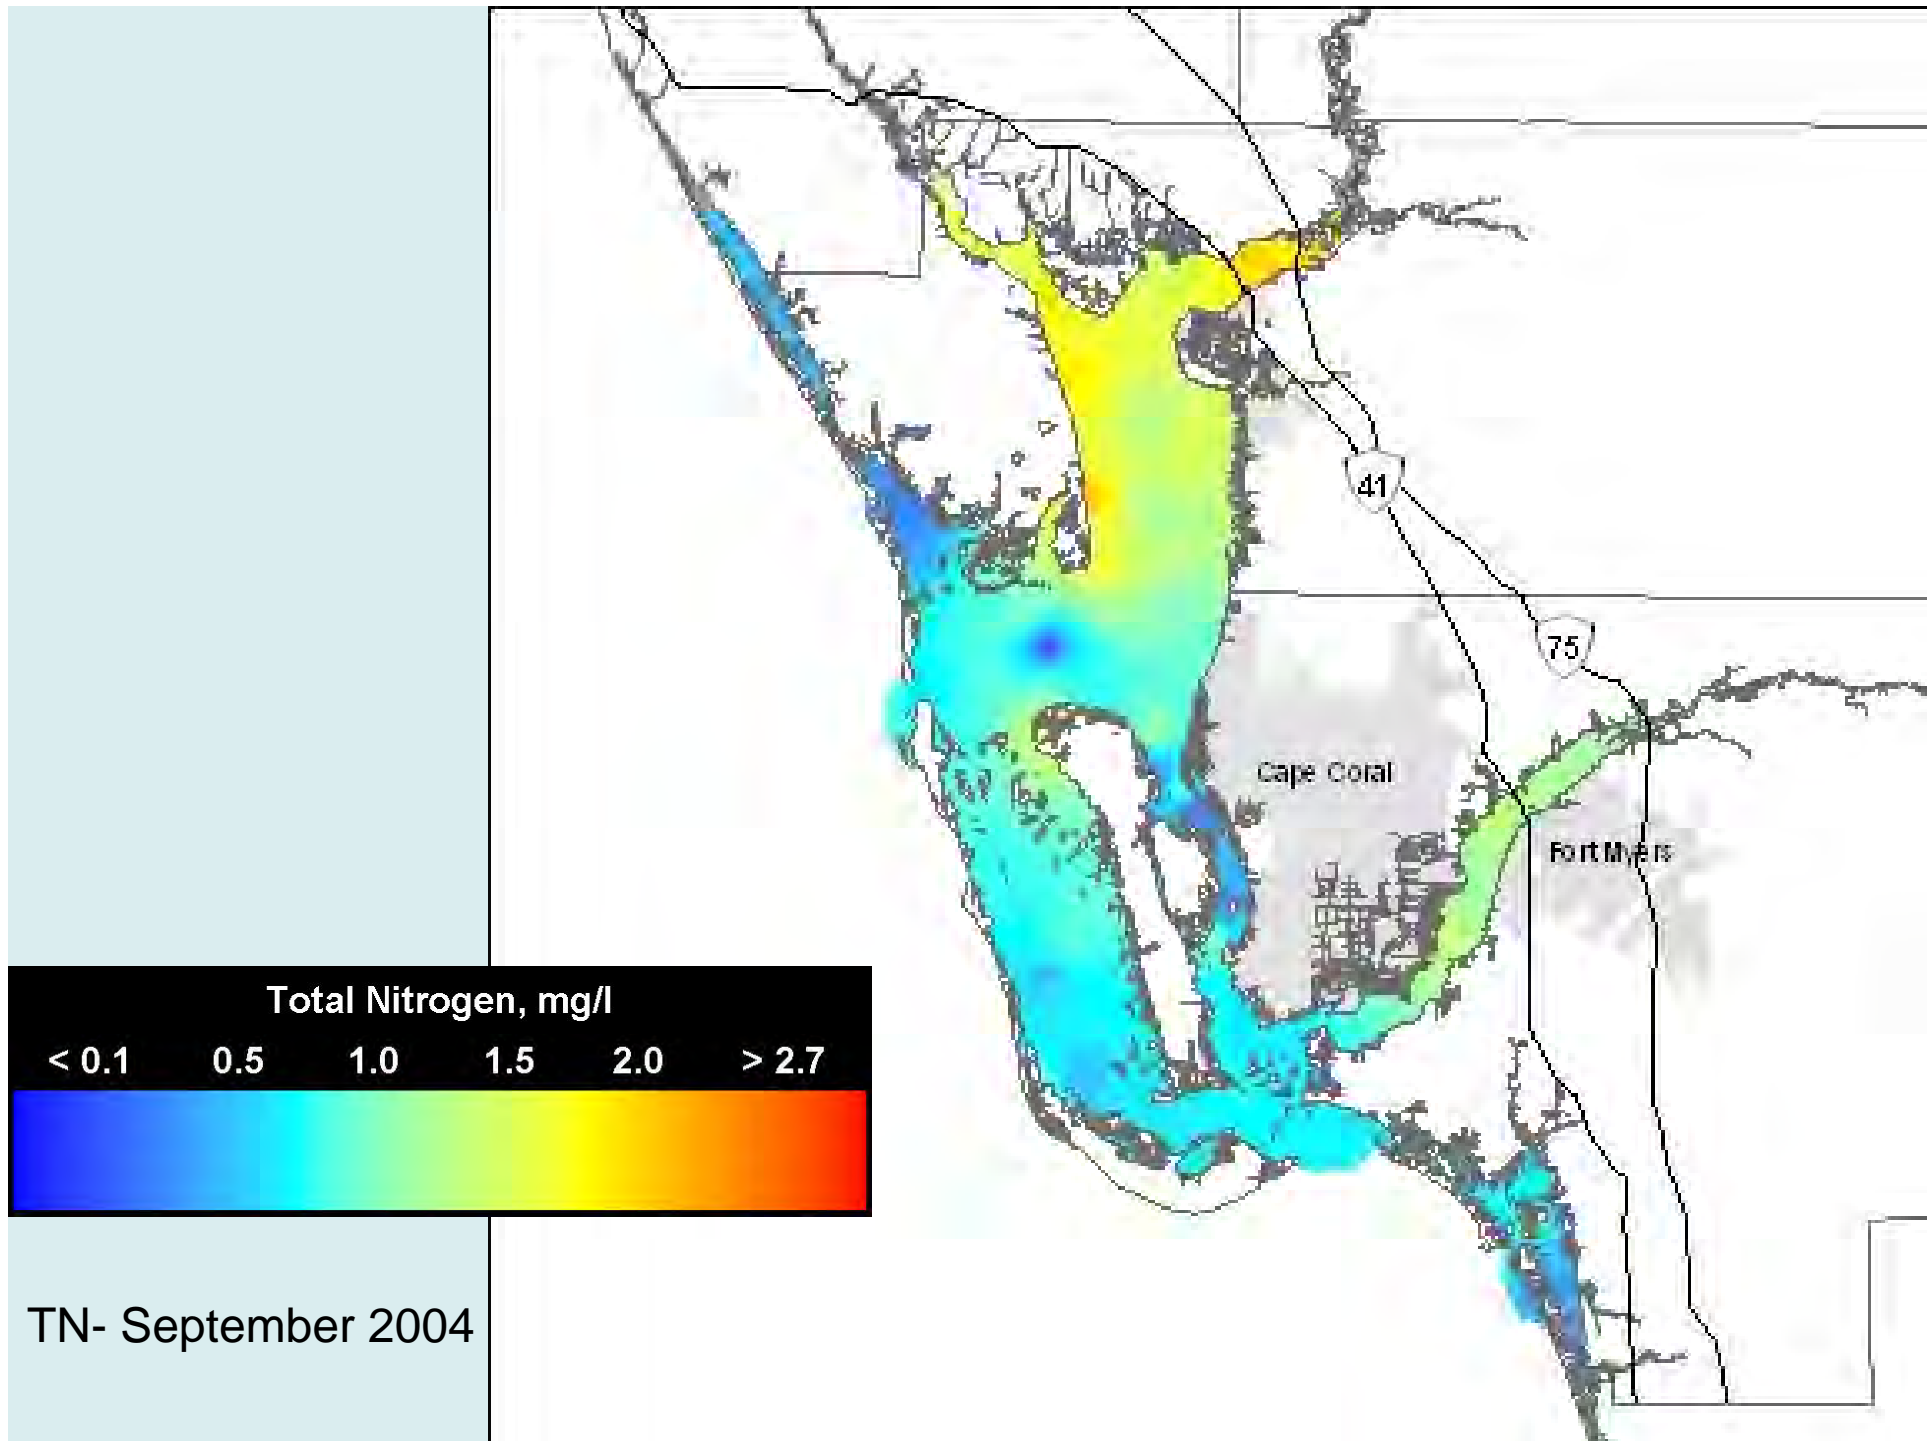 41
75
Cape Coral
Fort Myers
Total Nitrogen, mg/l
< 0.1 0.5 1.0 1.5 2.0 > 2.7
TN- September 2004